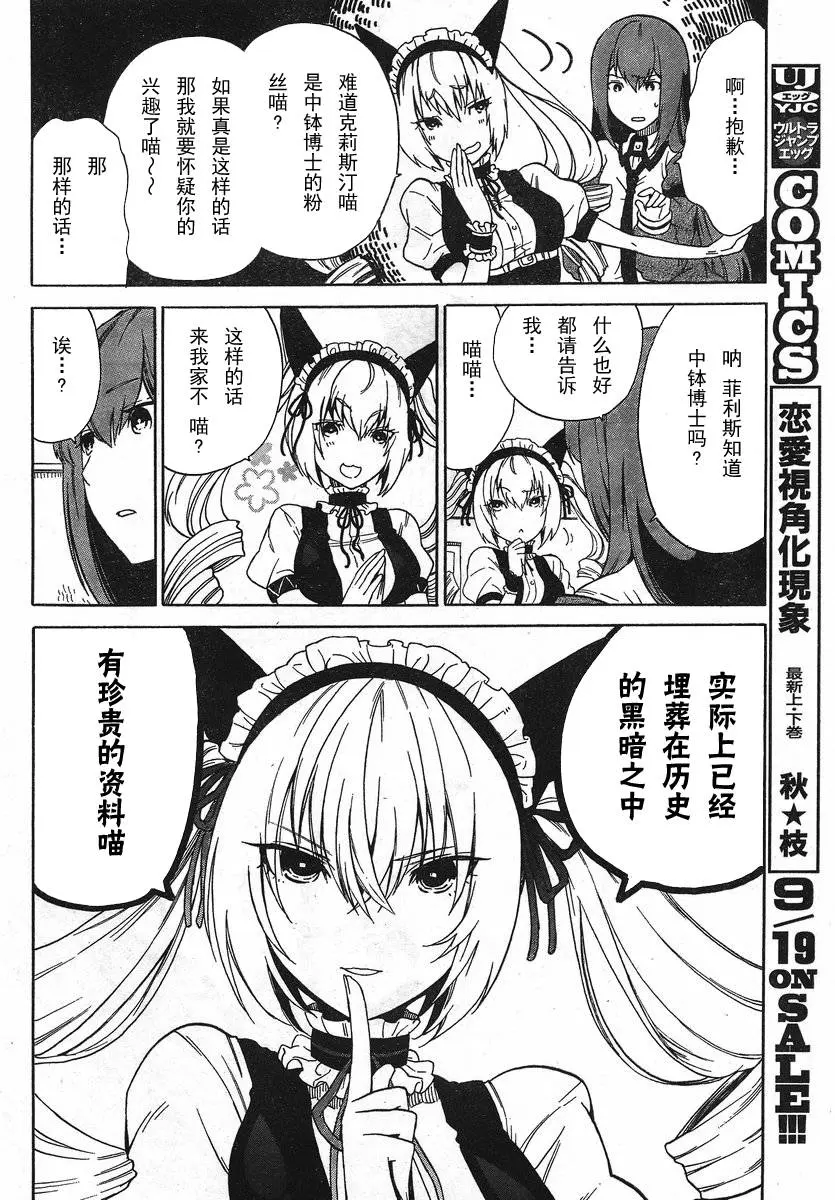 啊…抱歉…
难道克莉斯汀喵
是中钵博士的粉
丝喵?
如果真是这样的话
那我就要怀疑你的
兴趣了喵～～
那
那样的话…
呐 菲利斯知道
中钵博士吗?
什么也好
都请告诉
我…
喵喵…
这样的话
来我家不 喵?
诶…?
实际上已经
埋葬在历史
的黑暗之中
有珍贵的资料喵
UJ
エッグ
YJC
ウルトラ
ジャンプ
エッグ
COMICS
恋愛視角化現象
最新上・下巻
秋★枝
9/19 ON SALE!!!